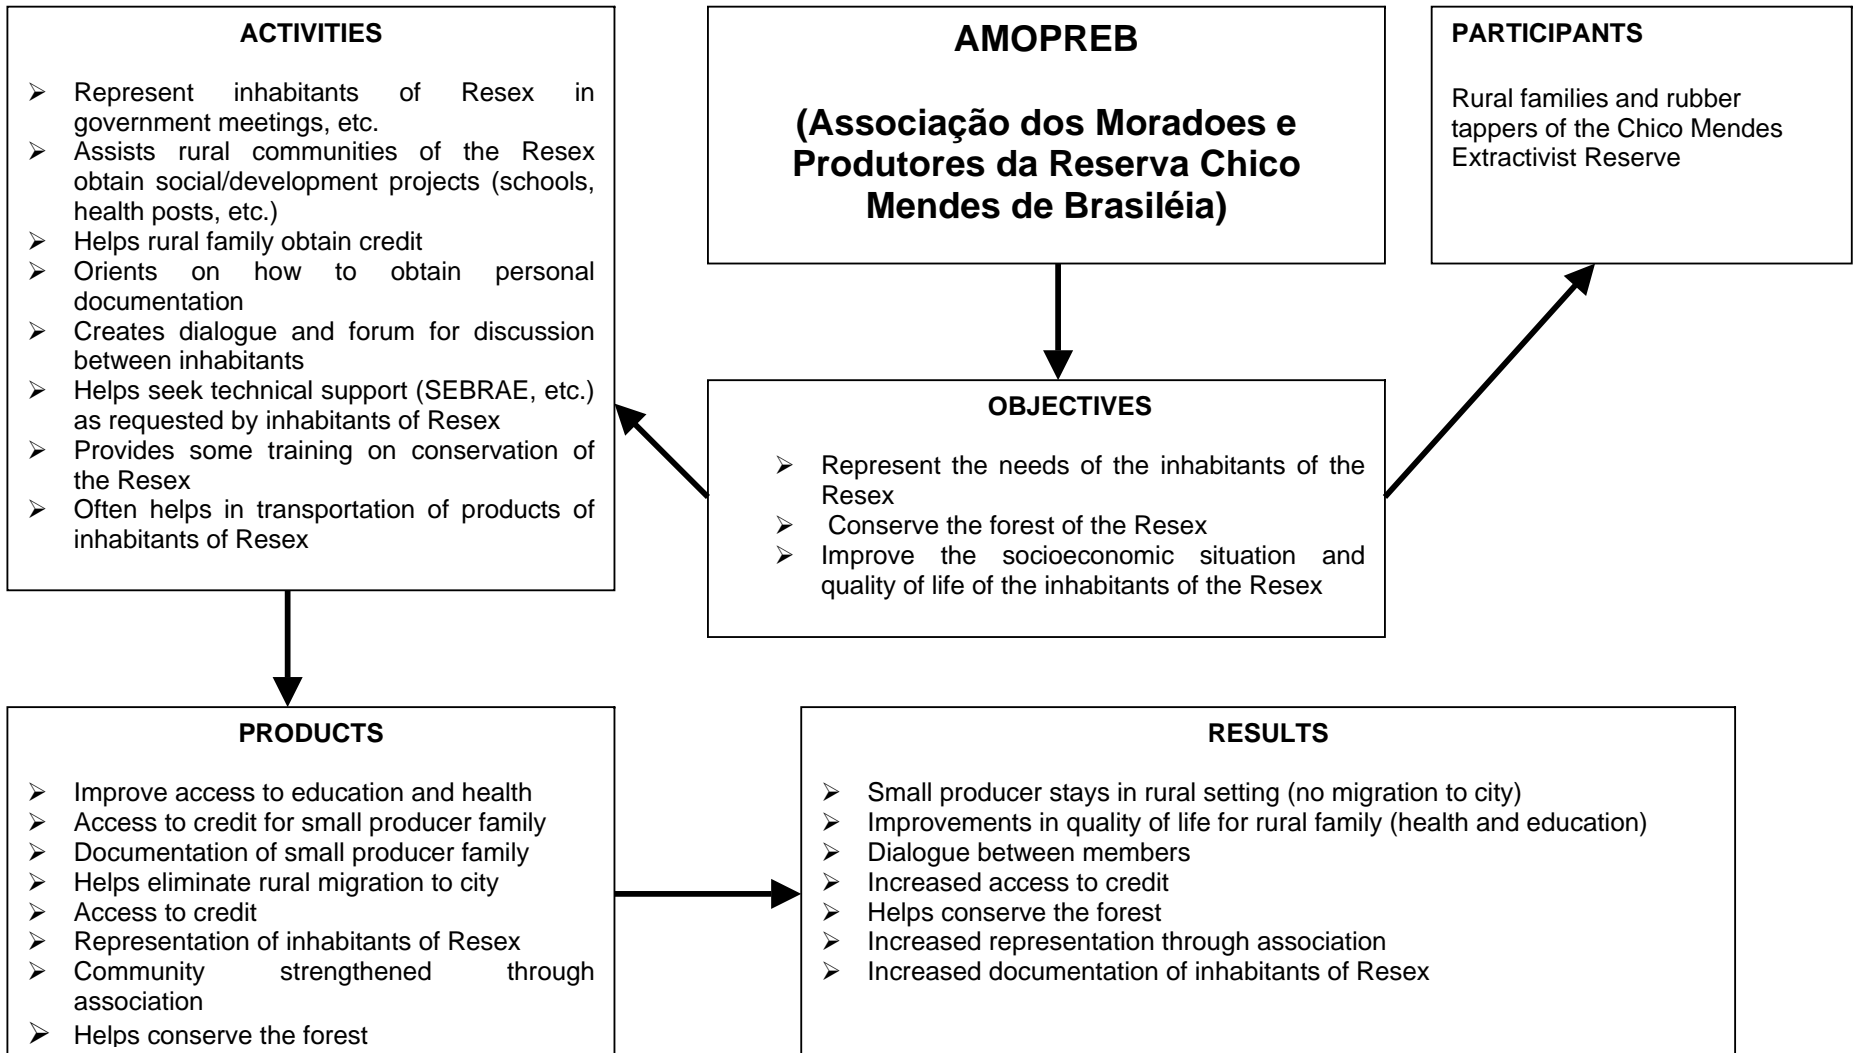 ACTIVITIES
➢ Represent inhabitants of Resex in
government meetings, etc.
➢ Assists rural communities of the Resex
obtain social/development projects (schools,
health posts, etc.)
➢ Helps rural family obtain credit
➢ Orients on how to obtain personal
documentation
➢ Creates dialogue and forum for discussion
between inhabitants
➢ Helps seek technical support (SEBRAE, etc.)
as requested by inhabitants of Resex
➢ Provides some training on conservation of
the Resex
➢ Often helps in transportation of products of
inhabitants of Resex
AMOPREB
(Associação dos Moradoes e
Produtores da Reserva Chico
Mendes de Brasiléia)
PARTICIPANTS
Rural families and rubber
tappers of the Chico Mendes
Extractivist Reserve
OBJECTIVES
➢ Represent the needs of the inhabitants of the
Resex
➢ Conserve the forest of the Resex
➢ Improve the socioeconomic situation and
quality of life of the inhabitants of the Resex
PRODUCTS
➢ Improve access to education and health
➢ Access to credit for small producer family
➢ Documentation of small producer family
➢ Helps eliminate rural migration to city
➢ Access to credit
➢ Representation of inhabitants of Resex
➢ Community strengthened through
association
➢ Helps conserve the forest
RESULTS
➢ Small producer stays in rural setting (no migration to city)
➢ Improvements in quality of life for rural family (health and education)
➢ Dialogue between members
➢ Increased access to credit
➢ Helps conserve the forest
➢ Increased representation through association
➢ Increased documentation of inhabitants of Resex